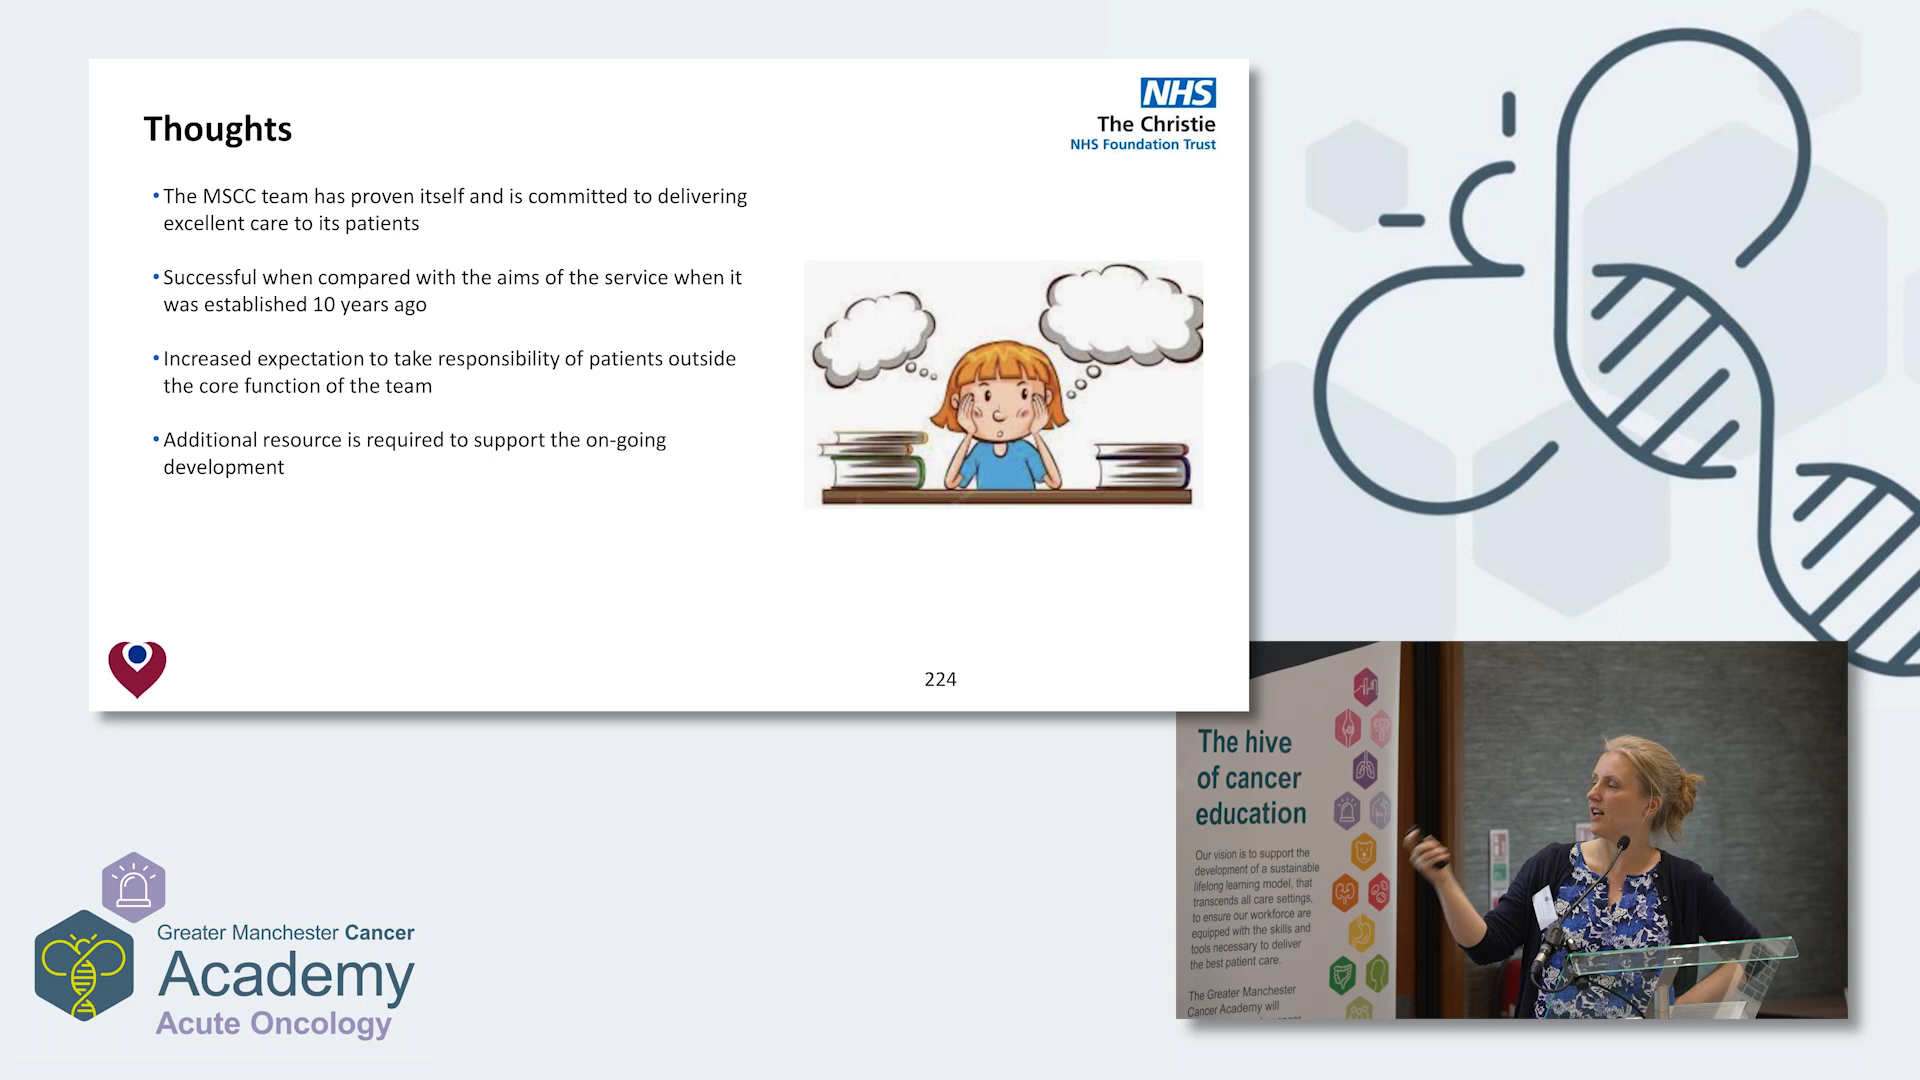 Thoughts
NHS
The Christie
NHS Foundation Trust
•The MSCC team has proven itself and is committed to delivering
excellent care to its patients
•Successful when compared with the aims of the service when it
was established 10 years ago
•Increased expectation to take responsibility of patients outside
the core function of the team
•Additional resource is required to support the on-going
development
224
The hive
of cancer
education
Our vision is to support the
development of a sustainable
lifelong learning model, that
transcends all care settings,
to ensure our workforce are
equipped with the skills and
tools necessary to deliver
the best patient care.
The Greater Manchester
Cancer Academy will
Greater Manchester Cancer
Academy
Acute Oncology